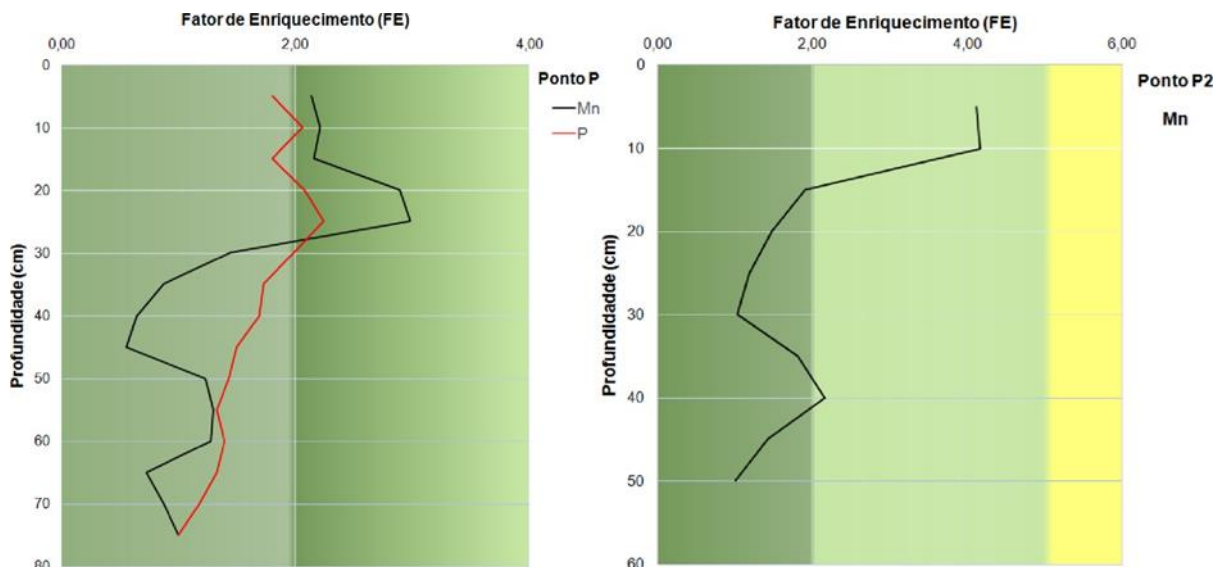 Fator de Enriquecimento (FE)
0,00 2,00 4,00
0
10
20
30
40
50
60
70
80
Profundidade (cm)
Ponto P
Mn
P
Fator de Enriquecimento (FE)
0,00 2,00 4,00 6,00
0
10
20
30
40
50
60
Profundidadde (cm)
Ponto P2
Mn